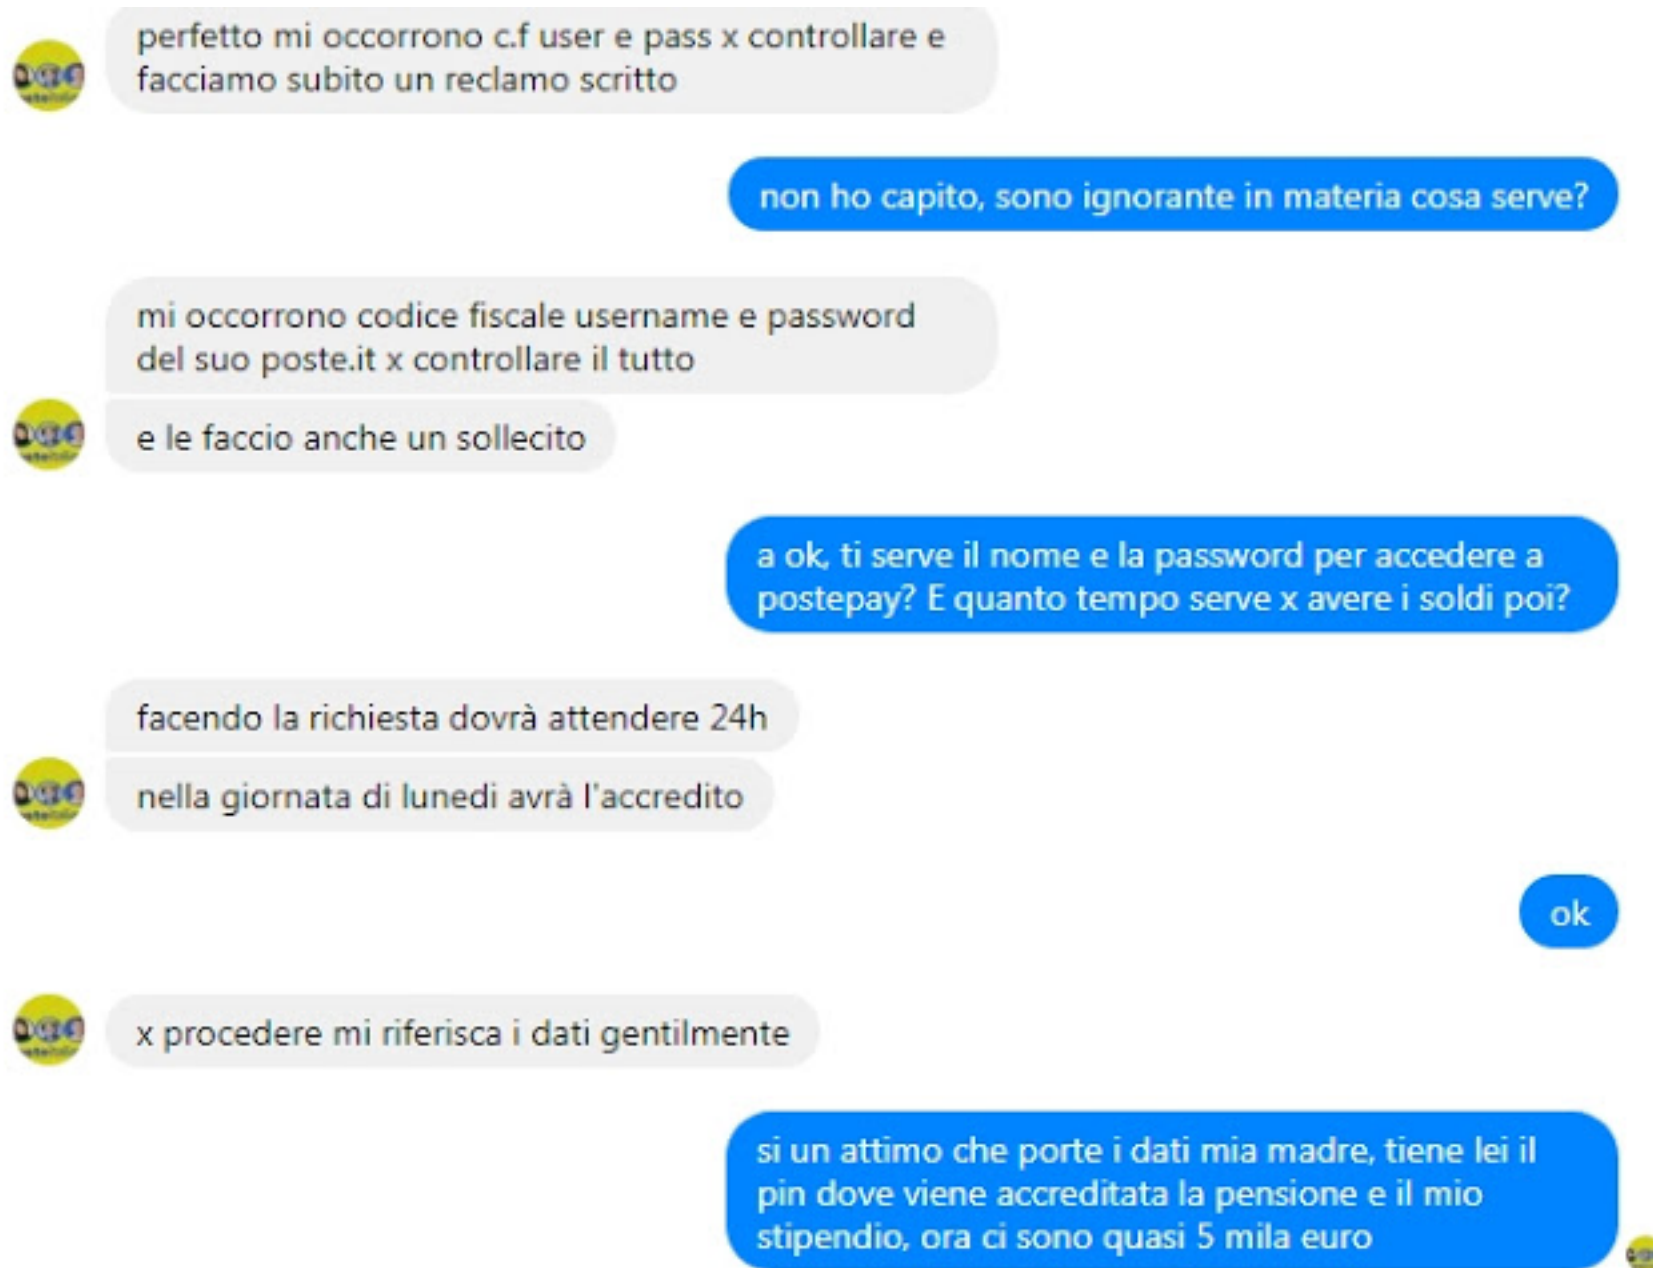 perfetto mi occorrono c.f user e pass x controllare e
facciamo subito un reclamo scritto
non ho capito, sono ignorante in materia cosa serve?
mi occorrono codice fiscale username e password
del suo poste.it x controllare il tutto
e le faccio anche un sollecito
a ok, ti serve il nome e la password per accedere a
postepay? E quanto tempo serve x avere i soldi poi?
facendo la richiesta dovrà attendere 24h
nella giornata di lunedi avrà l'accredito
ok
x procedere mi riferisca i dati gentilmente
si un attimo che porte i dati mia madre, tiene lei il
pin dove viene accreditata la pensione e il mio
stipendio, ora ci sono quasi 5 mila euro